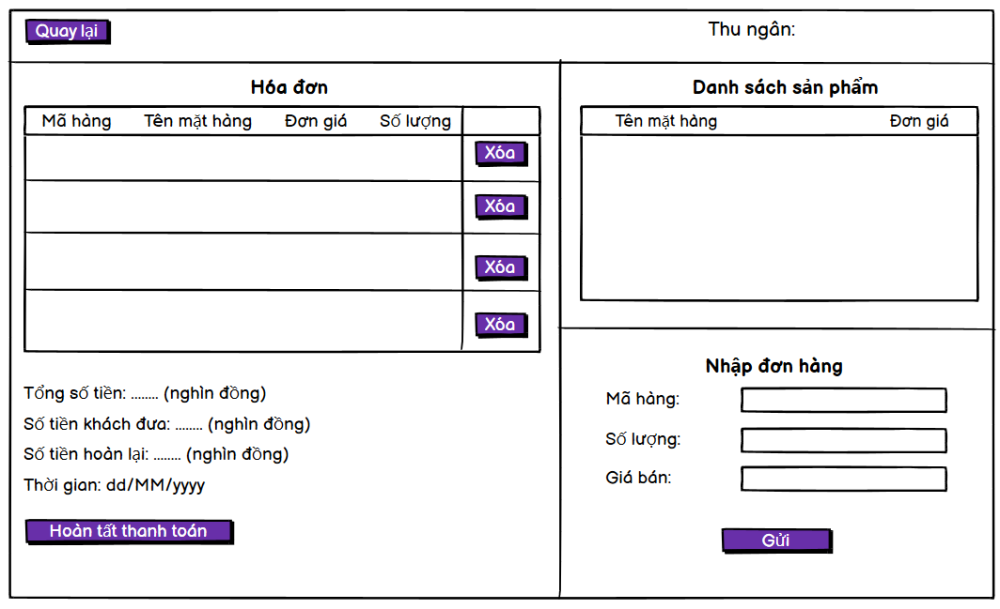 Quay lại
Thu ngân:
Hóa đơn
Mã hàng Tên mặt hàng Đơn giá Số lượng
Xóa
Xóa
Xóa
Xóa
Tổng số tiền: ........ (nghìn đồng)
Số tiền khách đưa: ........ (nghìn đồng)
Số tiền hoàn lại: ........ (nghìn đồng)
Thời gian: dd/MM/yyyy
Hoàn tất thanh toán
Danh sách sản phẩm
Tên mặt hàng Đơn giá
Nhập đơn hàng
Mã hàng:
Số lượng:
Giá bán:
Gửi